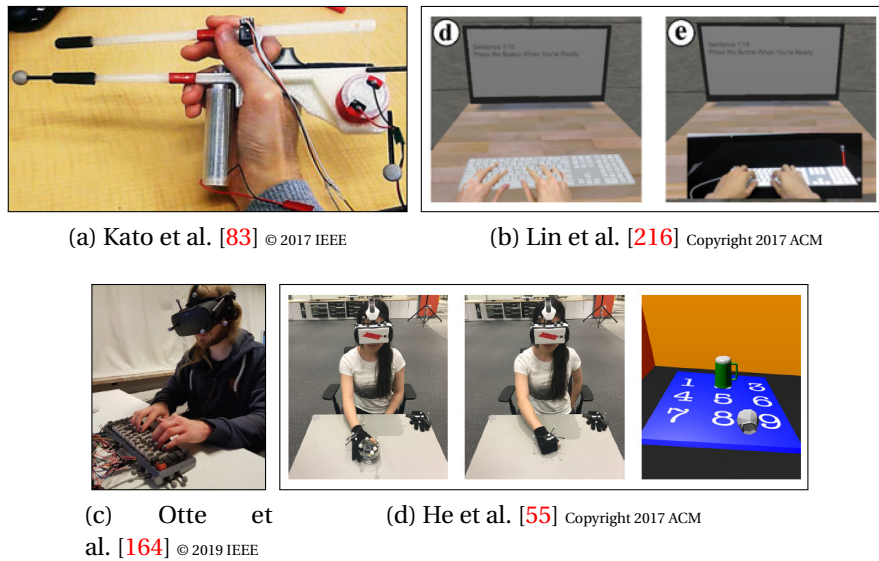 d
Sentence 1/15
Press the Button When You're Ready
e
Sentence 1/15
Press the Button When You're Ready
(a) Kato et al. [83] © 2017 IEEE
(b) Lin et al. [216] Copyright 2017 ACM
1 3
4 5 6
7 8 9
(c) Otte et
al. [164] © 2019 IEEE
(d) He et al. [55] Copyright 2017 ACM